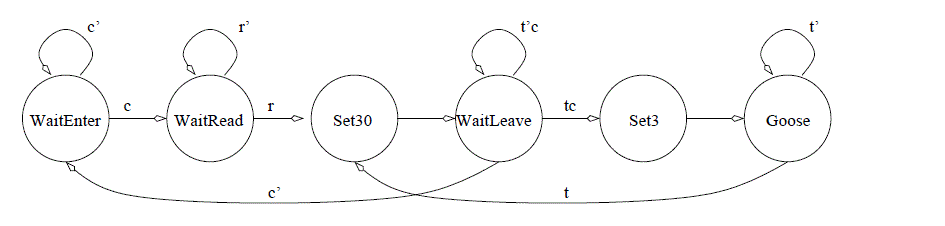 c’ r’ t’c t’
c r tc
WaitEnter WaitRead Set30 WaitLeave Set3 Goose
c’ t